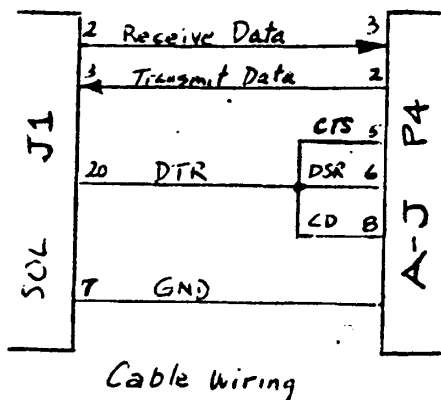 2 Receive Data 3
3 Transmit Data 2
CTS 5
20 DTR DSR 6
CD 8
7 GND
SOL J1
A-J P4
Cable wiring